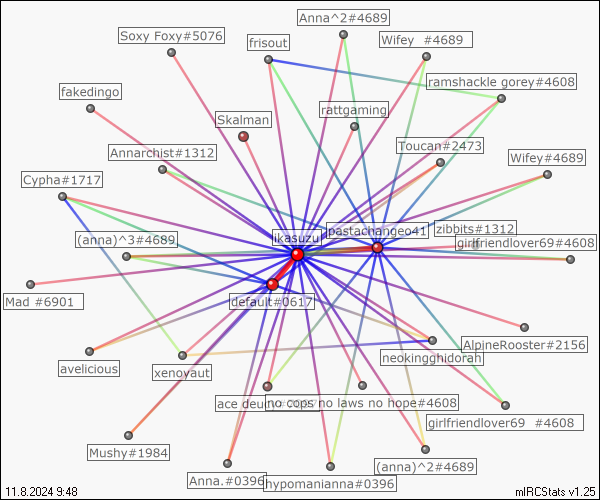 Anna^2#4689
Soxy Foxy#5076
frisout
Wifey   #4689
ramshackle gorey#4608
fakedingo
rattgaming
Skalman
Annarchist#1312
Toucan#2473
Wifey#4689
Cypha#1717
(anna)^3#4689
ikasuzu
pastachangeo41
zibbits#1312
girlfriendlover69#4608
Mad #6901
default#0617
AlpineRooster#2156
neokingghidorah
avelicious
xenoyaut
ace deuce
no cops no laws no hope#4608
girlfriendlover69   #4608
Mushy#1984
Anna.#0396
hypomanianna#0396
(anna)^2#4689
11.8.2024 9:48
mIRCStats v1.25